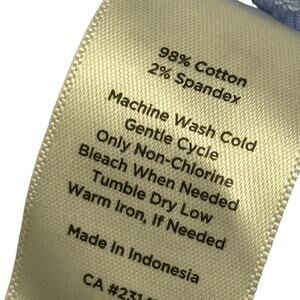 98% Cotton
2% Spandex
Machine Wash Cold
Gentle Cycle
Only Non-Chlorine
Bleach When Needed
Tumble Dry Low
Warm Iron, If Needed
Made In Indonesia
CA